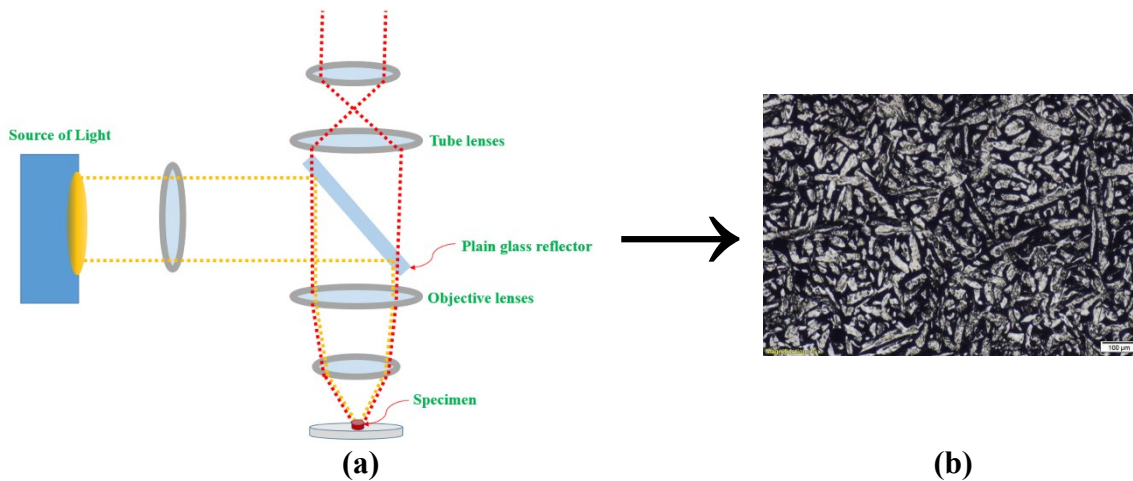 Source of Light
Tube lenses
Plain glass reflector
Objective lenses
Specimen
100 µm
(a)
(b)